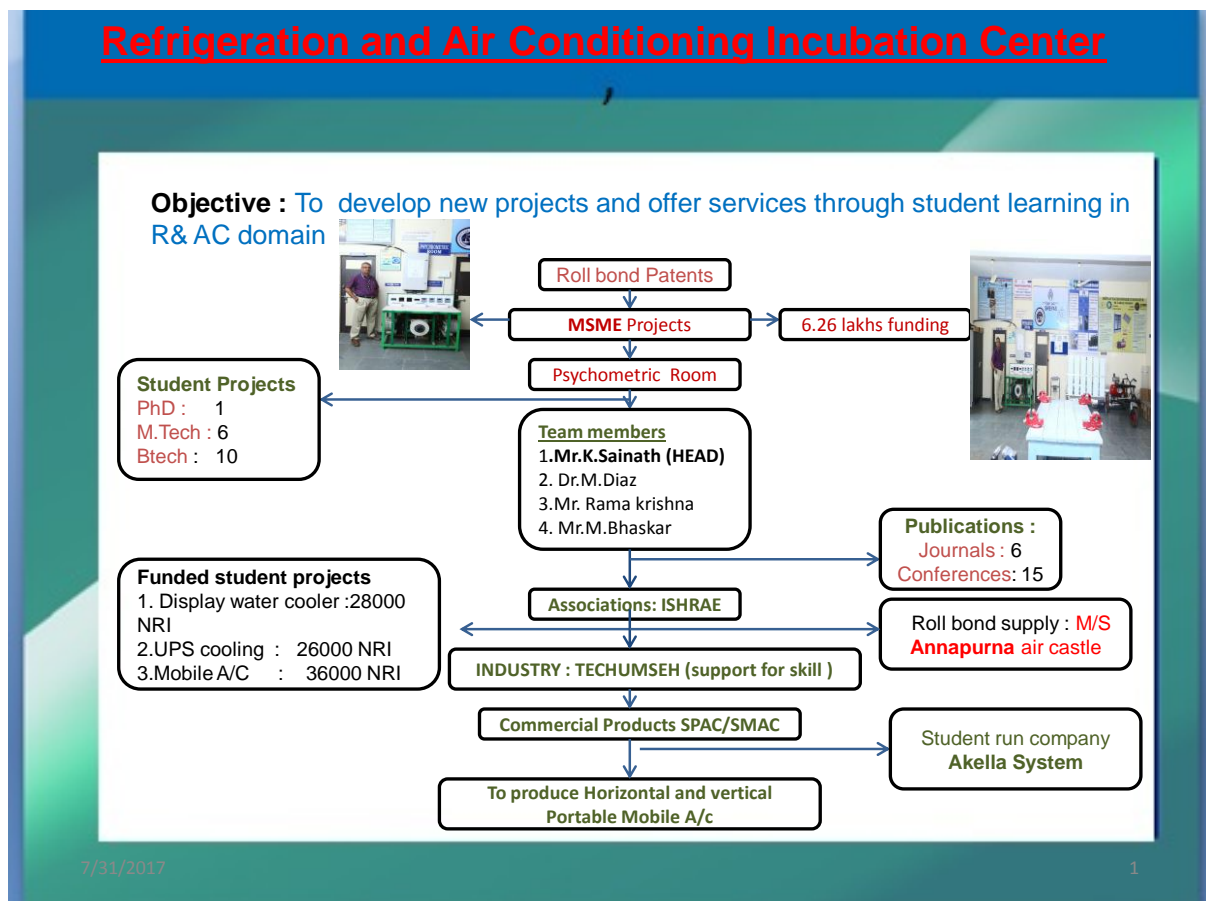 Refrigeration and Air Conditioning Incubation Center
,
Objective : To develop new projects and offer services through student learning in
R& AC domain
Roll bond Patents
MSME Projects
6.26 lakhs funding
Psychometric Room
Student Projects
PhD : 1
M.Tech : 6
Btech : 10
Team members
1.Mr.K.Sainath (HEAD)
2. Dr.M.Diaz
3.Mr. Rama krishna
4. Mr.M.Bhaskar
Publications :
Journals : 6
Conferences: 15
Funded student projects
1. Display water cooler :28000
NRI
2.UPS cooling : 26000 NRI
3.Mobile A/C : 36000 NRI
Associations: ISHRAE
Roll bond supply : M/S
Annapurna air castle
INDUSTRY : TECHUMSEH (support for skill )
Commercial Products SPAC/SMAC
Student run company
Akella System
To produce Horizontal and vertical
Portable Mobile A/c
7/31/2017
1